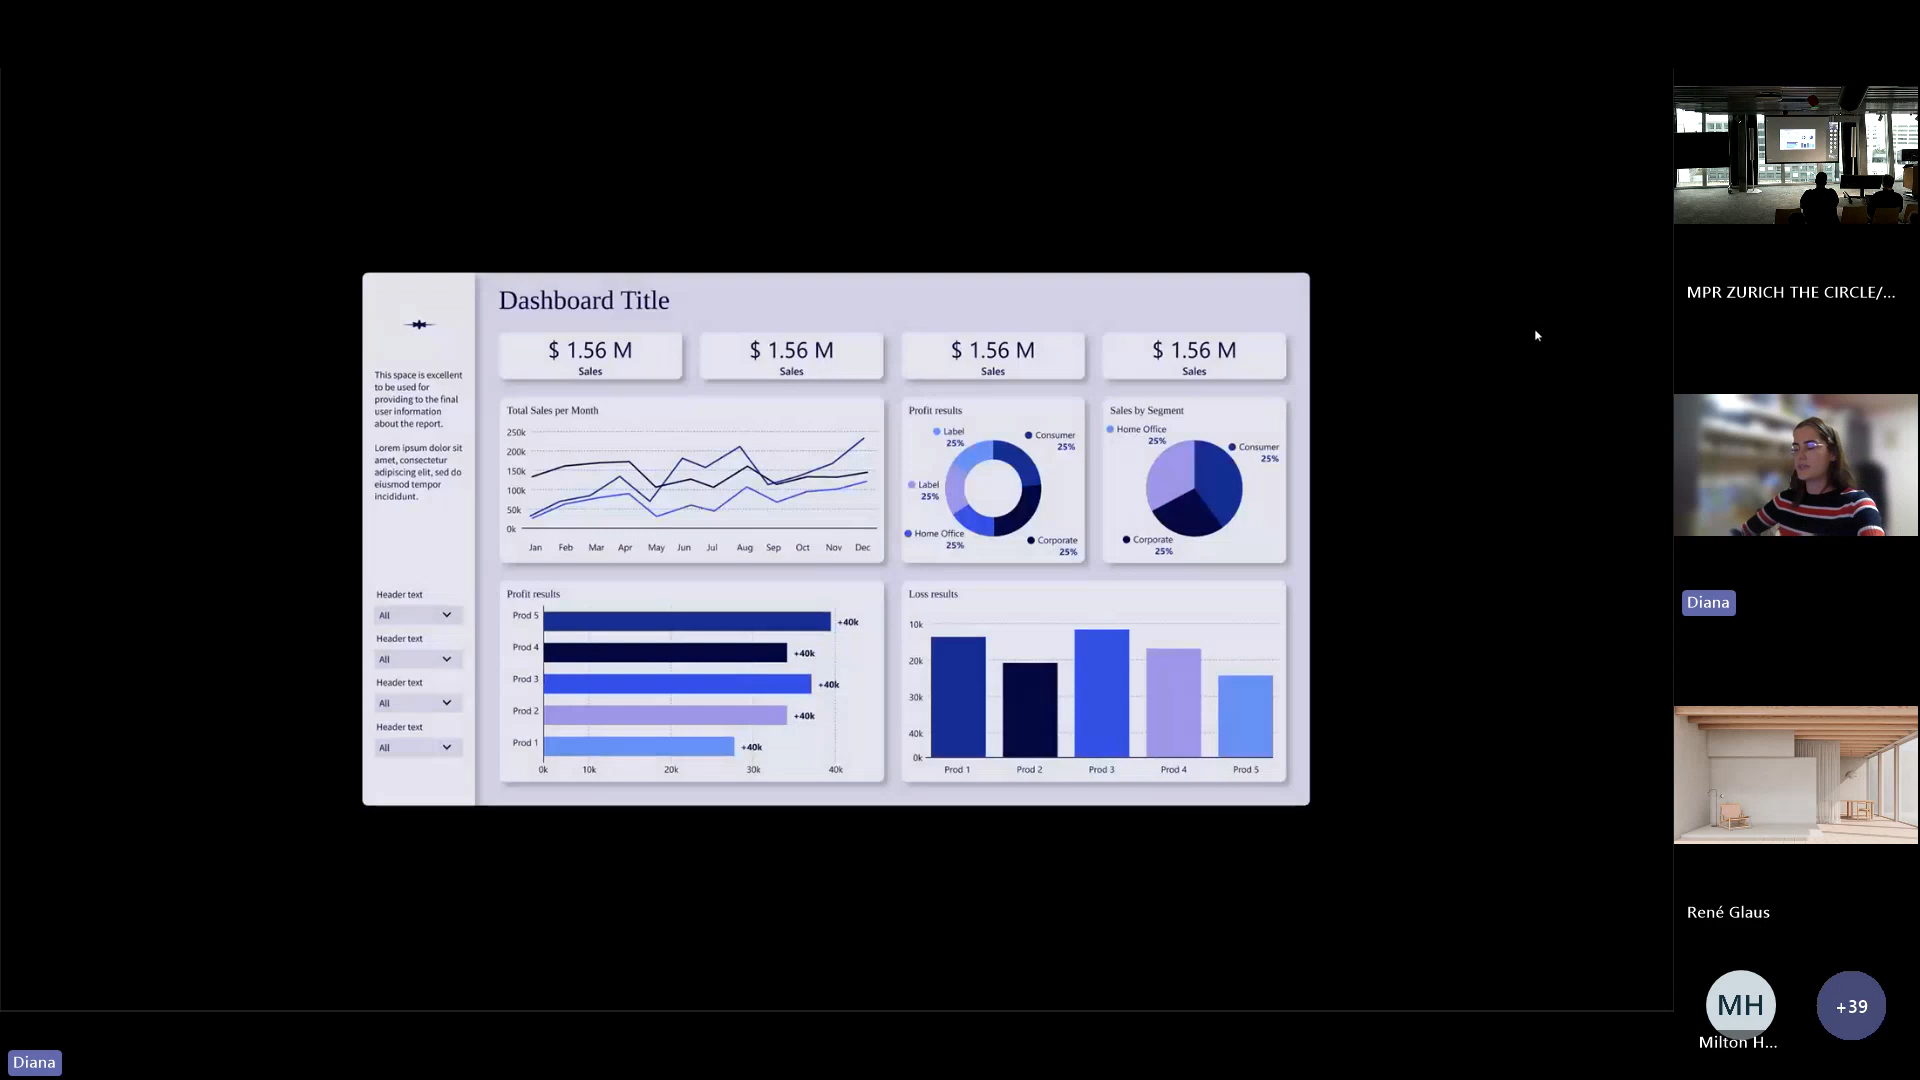 Dashboard Title
$ 1.56 M
Sales
$ 1.56 M
Sales
$ 1.56 M
Sales
$ 1.56 M
Sales
This space is excellent
to be used for
providing to the final
user information
about the report.
Lorem ipsum dolor sit
amet, consectetur
adipiscing elit, sed do
eiusmod tempor
incididunt.
Header text
All
Header text
All
Header text
All
Header text
All
Total Sales per Month
250k
200k
150k
100k
50k
0k
Jan Feb Mar Apr May Jun Jul Aug Sep Oct Nov Dec
Profit results
Label
25%
Consumer
25%
Label
25%
Home Office
25%
Corporate
25%
Sales by Segment
Home Office
25%
Consumer
25%
Corporate
25%
Profit results
Prod 5
+40k
Prod 4
+40k
Prod 3
+40k
Prod 2
+40k
Prod 1
+40k
0k 10k 20k 30k 40k
Loss results
10k
20k
30k
40k
0k
Prod 1 Prod 2 Prod 3 Prod 4 Prod 5
MPR ZURICH THE CIRCLE/...
Diana
René Glaus
MH
+39
Milton H...
Diana